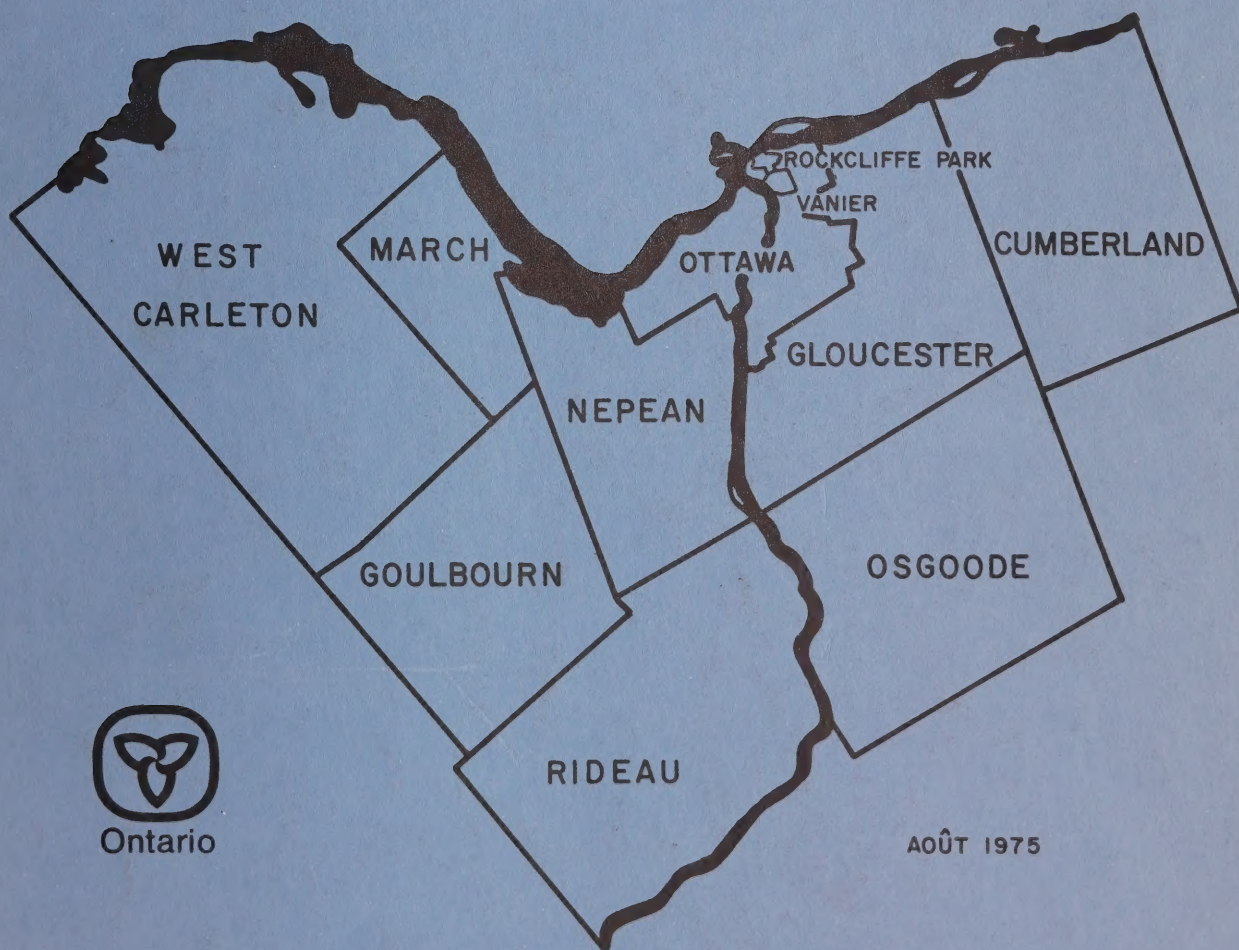 ROCKCLIFFE PARK
VANIER
WEST
CARLETON
MARCH
OTTAWA
CUMBERLAND
GLOUCESTER
NEPEAN
GOULBOURN
OSGOODE
RIDEAU
Ontario
AOÛT 1975